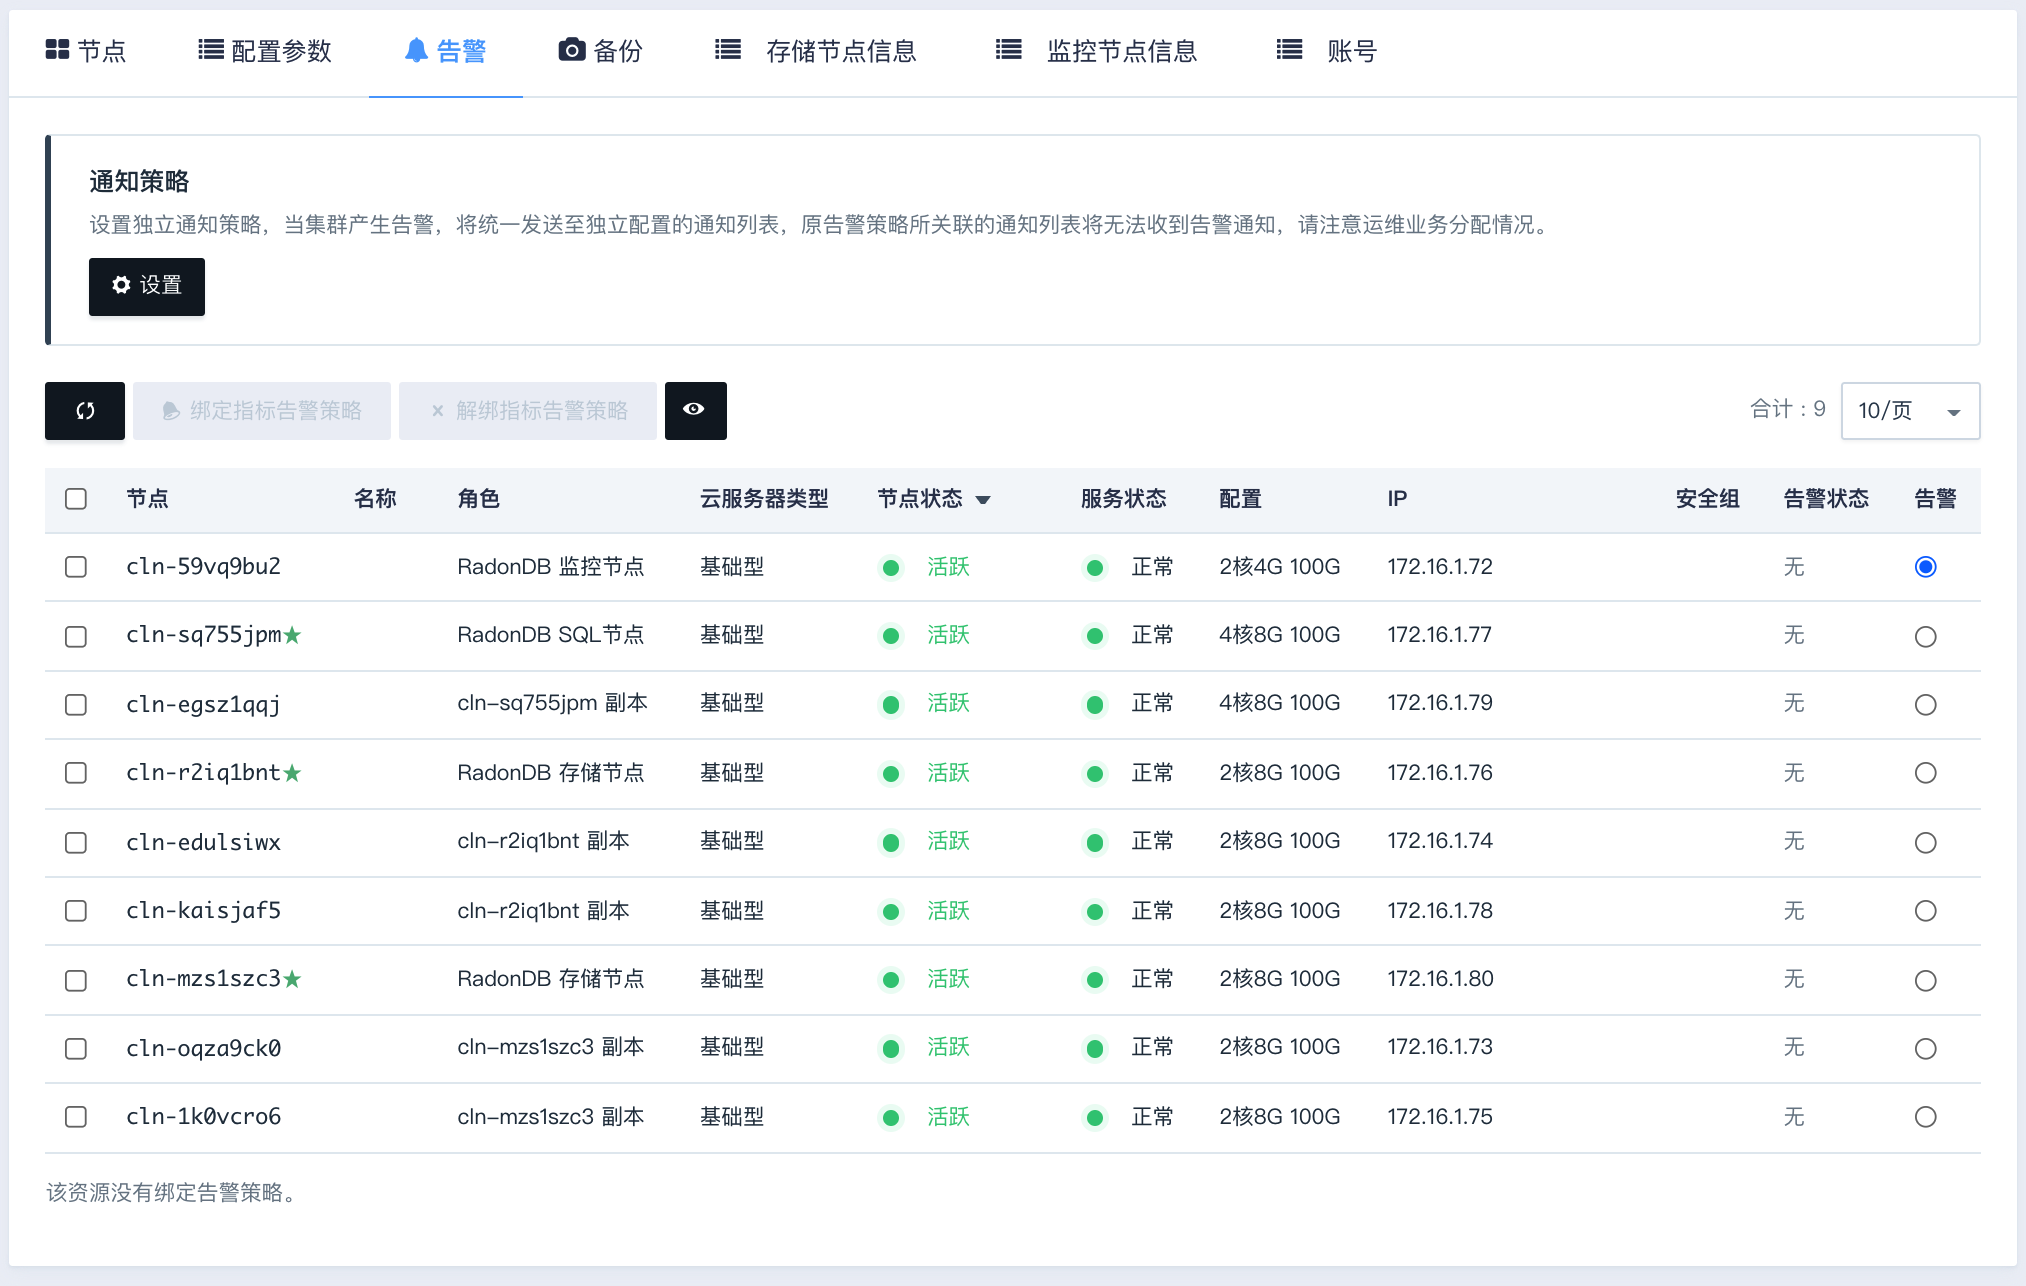 节点 配置参数 告警 备份 存储节点信息 监控节点信息 账号
通知策略
设置独立通知策略，当集群产生告警，将统一发送至独立配置的通知列表，原告警策略所关联的通知列表将无法收到告警通知，请注意运维业务分配情况。
设置
绑定指标告警策略 × 解绑指标告警策略 合计：9 10/页
节点 名称 角色 云服务器类型 节点状态 服务状态 配置 IP 安全组 告警状态 告警
cln-59vq9bu2 RadonDB 监控节点 基础型 活跃 正常 2核4G 100G 172.16.1.72 无
cln-sq755jpm★ RadonDB SQL节点 基础型 活跃 正常 4核8G 100G 172.16.1.77 无
cln-egsz1qqj cln-sq755jpm 副本 基础型 活跃 正常 4核8G 100G 172.16.1.79 无
cln-r2iq1bnt★ RadonDB 存储节点 基础型 活跃 正常 2核8G 100G 172.16.1.76 无
cln-edulsiwx cln-r2iq1bnt 副本 基础型 活跃 正常 2核8G 100G 172.16.1.74 无
cln-kaisjaf5 cln-r2iq1bnt 副本 基础型 活跃 正常 2核8G 100G 172.16.1.78 无
cln-mzs1szc3★ RadonDB 存储节点 基础型 活跃 正常 2核8G 100G 172.16.1.80 无
cln-oqza9ck0 cln-mzs1szc3 副本 基础型 活跃 正常 2核8G 100G 172.16.1.73 无
cln-1k0vcro6 cln-mzs1szc3 副本 基础型 活跃 正常 2核8G 100G 172.16.1.75 无
该资源没有绑定告警策略。